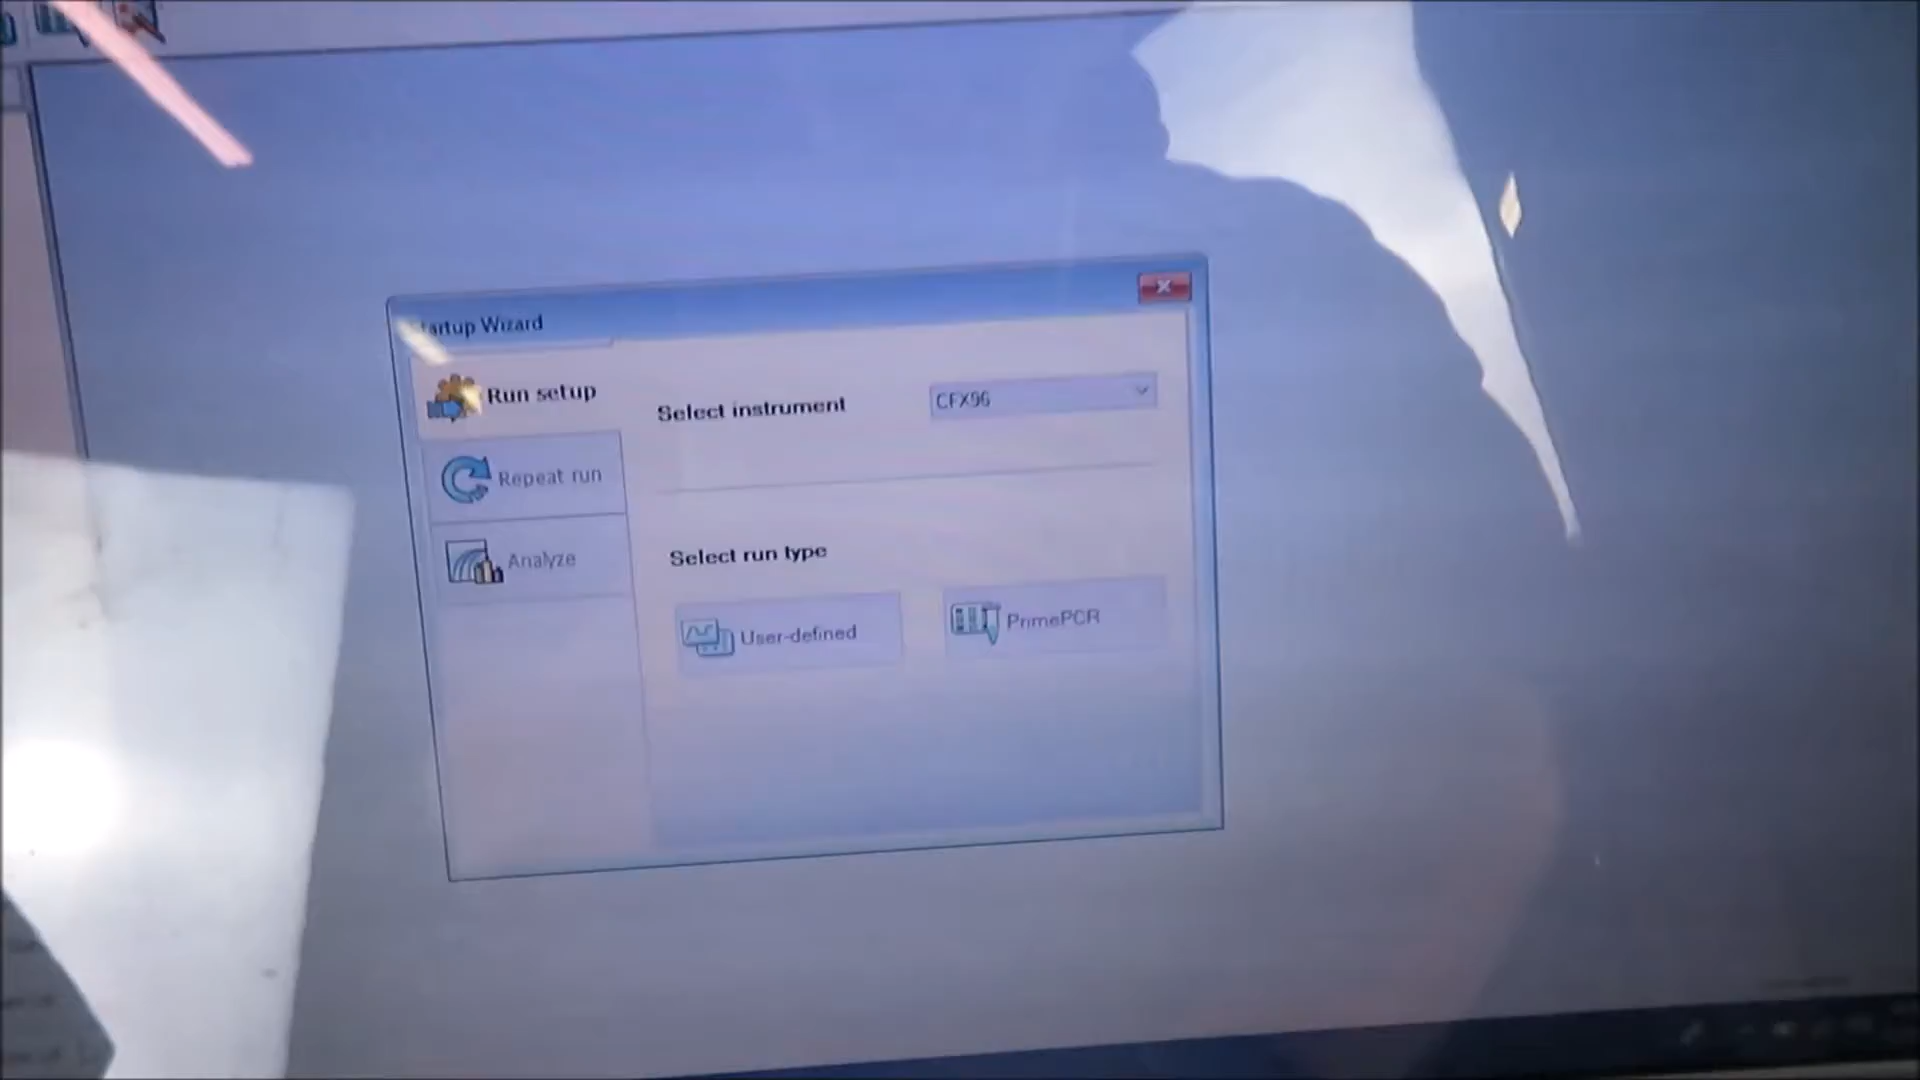 Startup Wizard
Run setup
Select instrument
CFX96
Repeat run
Analyze
Select run type
User-defined
PrimePCR